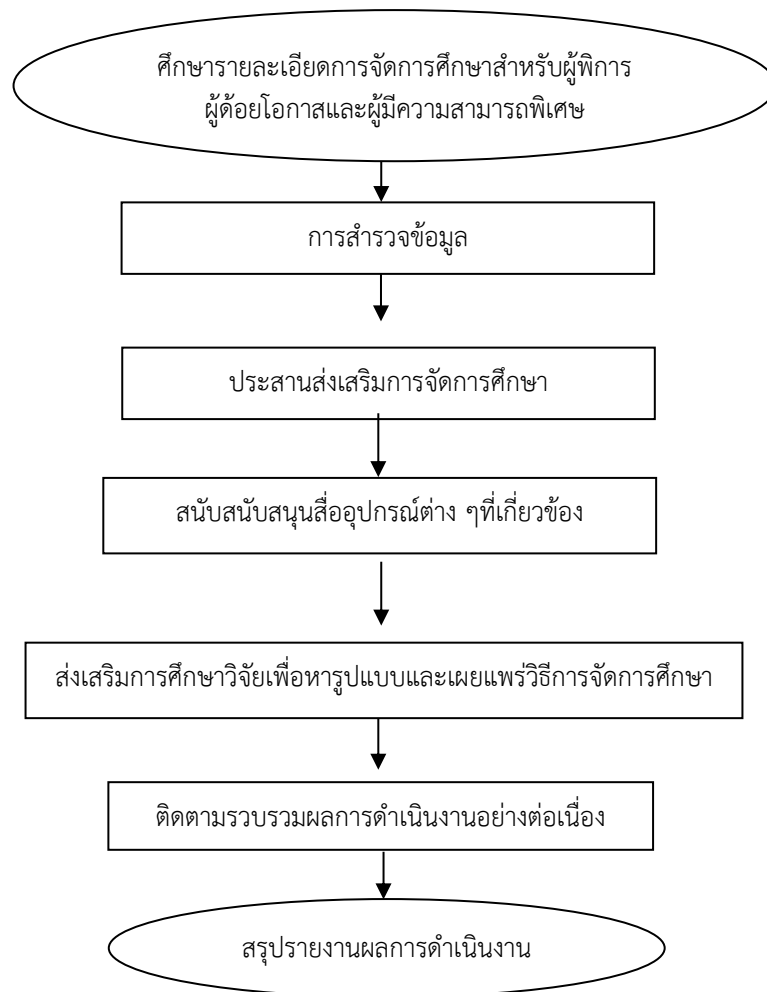 ศึกษารายละเอียดการจัดการศึกษาสำหรับผู้พิการ
ผู้ด้อยโอกาสและผู้มีความสามารถพิเศษ
การสำรวจข้อมูล
ประสานส่งเสริมการจัดการศึกษา
สนับสนับสนุนสื่ออุปกรณ์ต่าง ๆที่เกี่ยวข้อง
ส่งเสริมการศึกษาวิจัยเพื่อหารูปแบบและเผยแพร่วิธีการจัดการศึกษา
ติดตามรวบรวมผลการดำเนินงานอย่างต่อเนื่อง
สรุปรายงานผลการดำเนินงาน